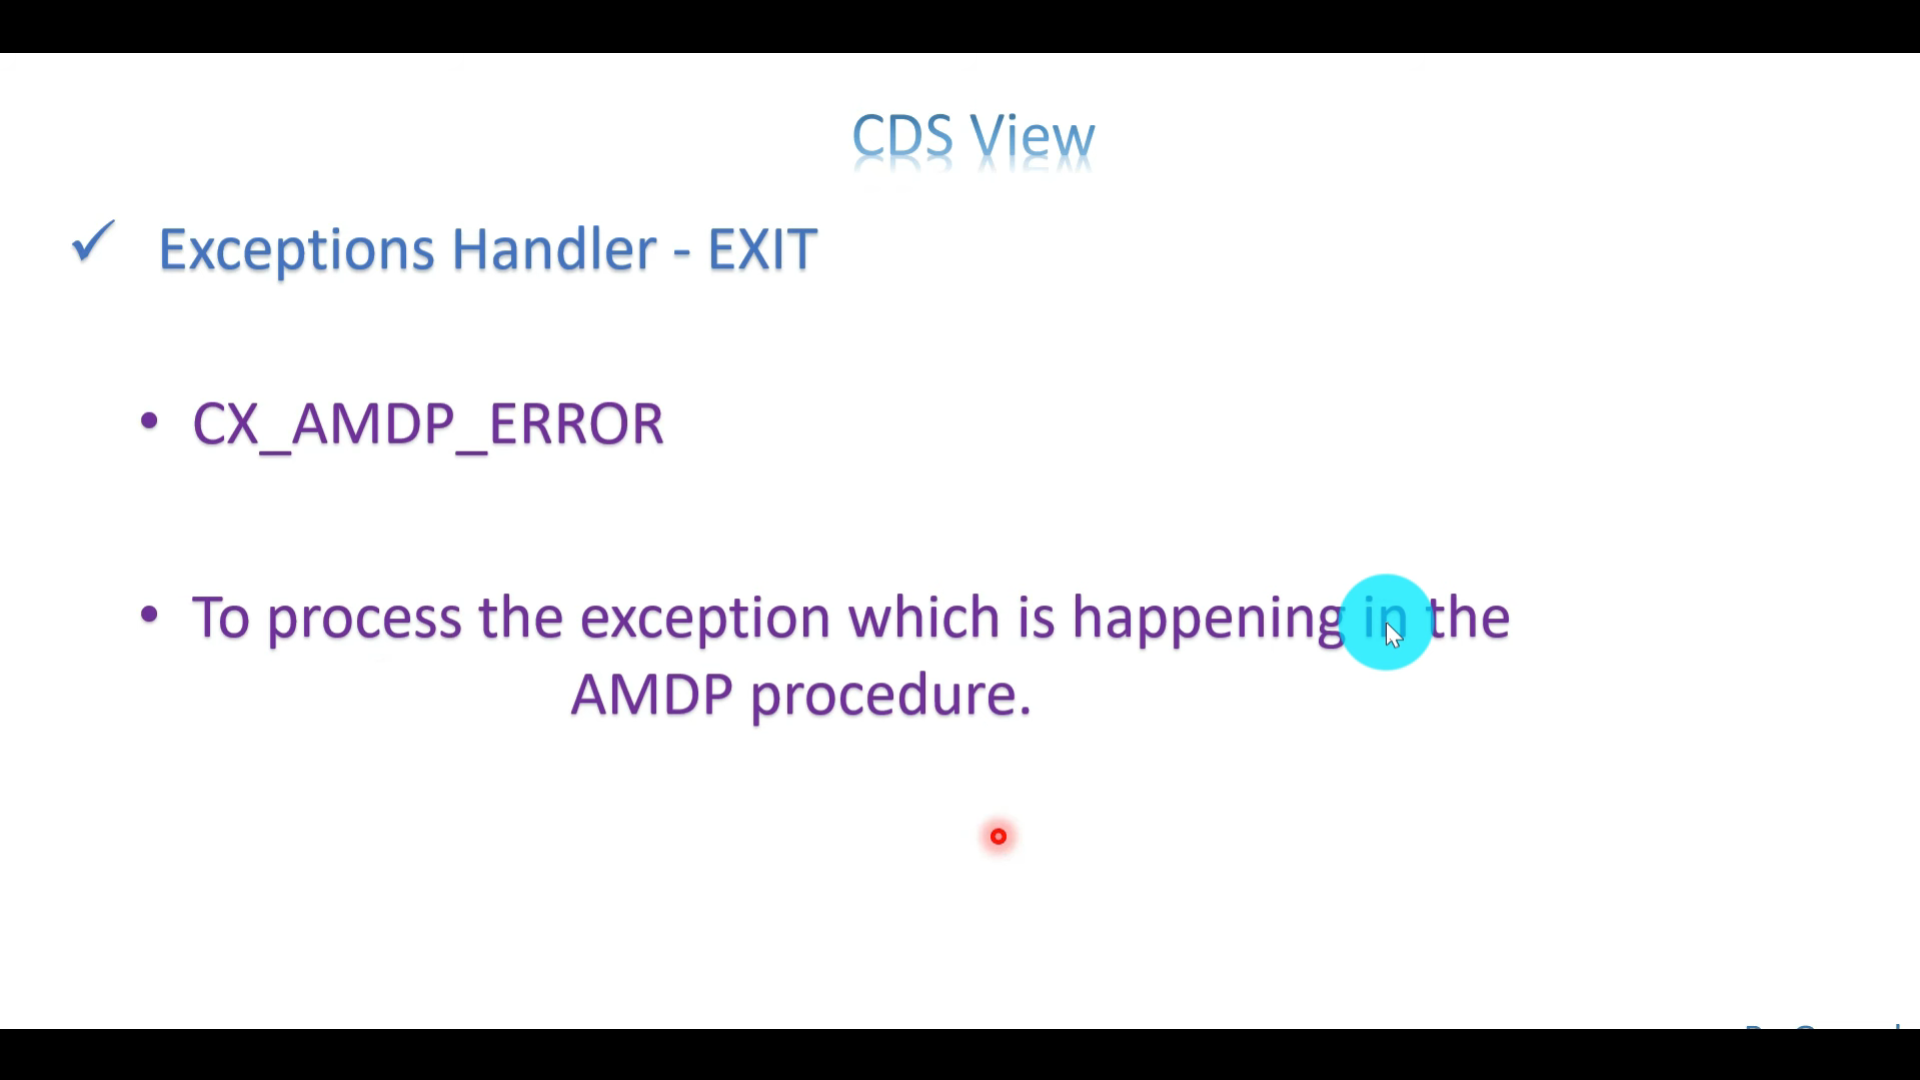 CDS View
✓ Exceptions Handler - EXIT
• CX_AMDP_ERROR
• To process the exception which is happening in the
AMDP procedure.